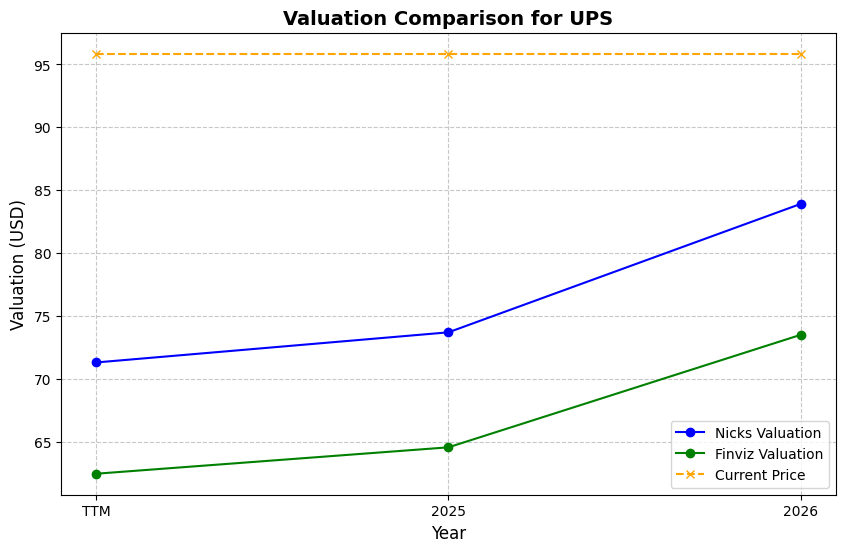 Valuation Comparison for UPS
Valuation (USD)
95
90
85
80
75
70
65
TTM
2025
2026
Year
Nicks Valuation
Finviz Valuation
Current Price